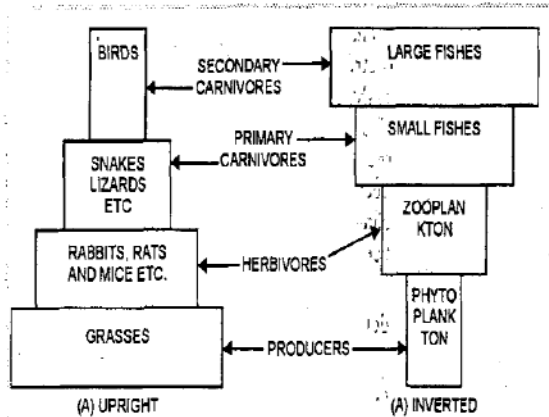 BIRDS
SECONDARY
CARNIVORES
LARGE FISHES
SNAKES
LIZARDS
ETC
PRIMARY
CARNIVORES
SMALL FISHES
RABBITS, RATS
AND MICE ETC.
HERBIVORES
ZOOPLAN
KTON
GRASSES
PRODUCERS
PHYTO
PLANK
TON
(A) UPRIGHT
(A) INVERTED